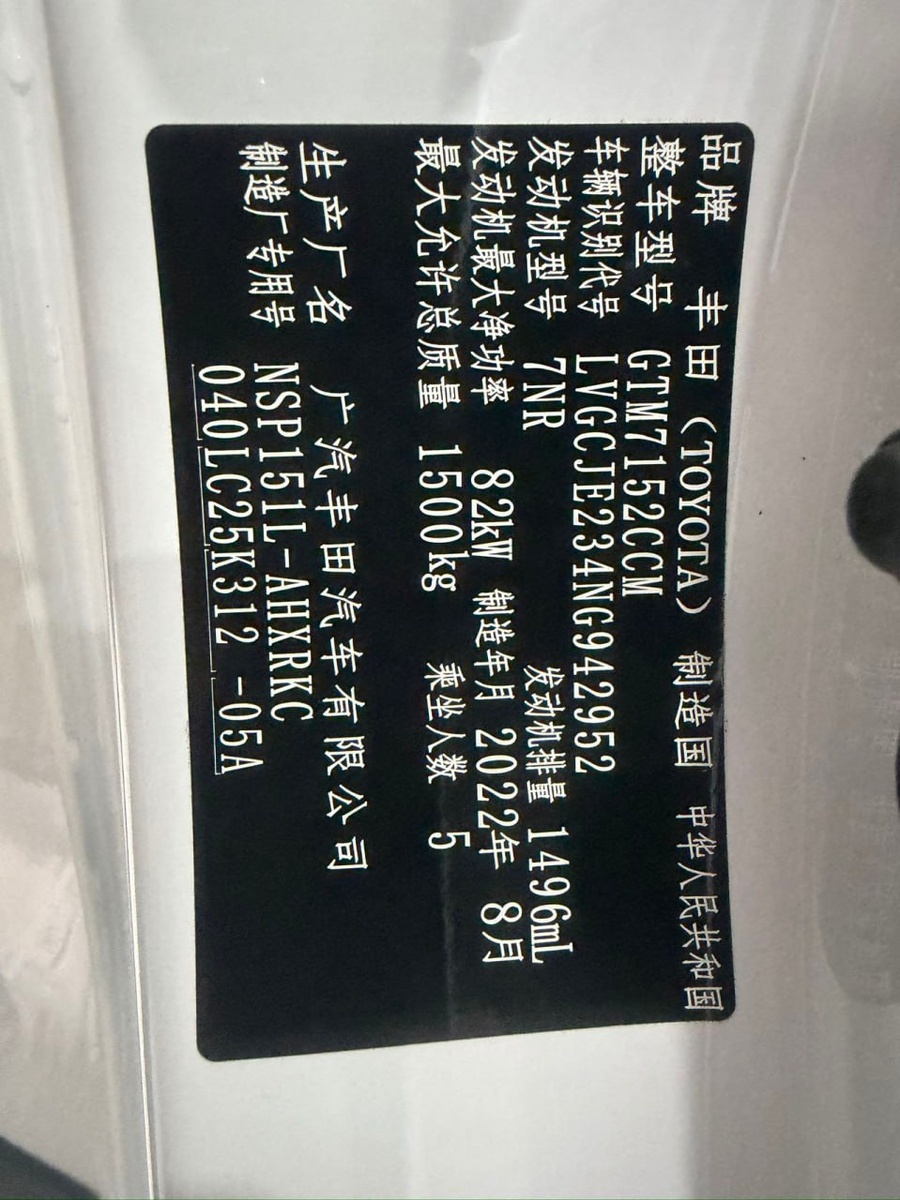 品牌 丰田 (TOYOTA) 制造国 中华人民共和国
整车型号 GTM7152CCM
车辆识别代号 LVGCJE234NG942952
发动机型号 7NR 发动机排量 1496mL
发动机最大净功率 82kW 制造年月 2022年 8月
最大允许总质量 1500kg 乘坐人数 5
生产厂名 广汽丰田汽车有限公司
制造厂专用号 NSP151L-AHXRKC
040LC25K312 -05A